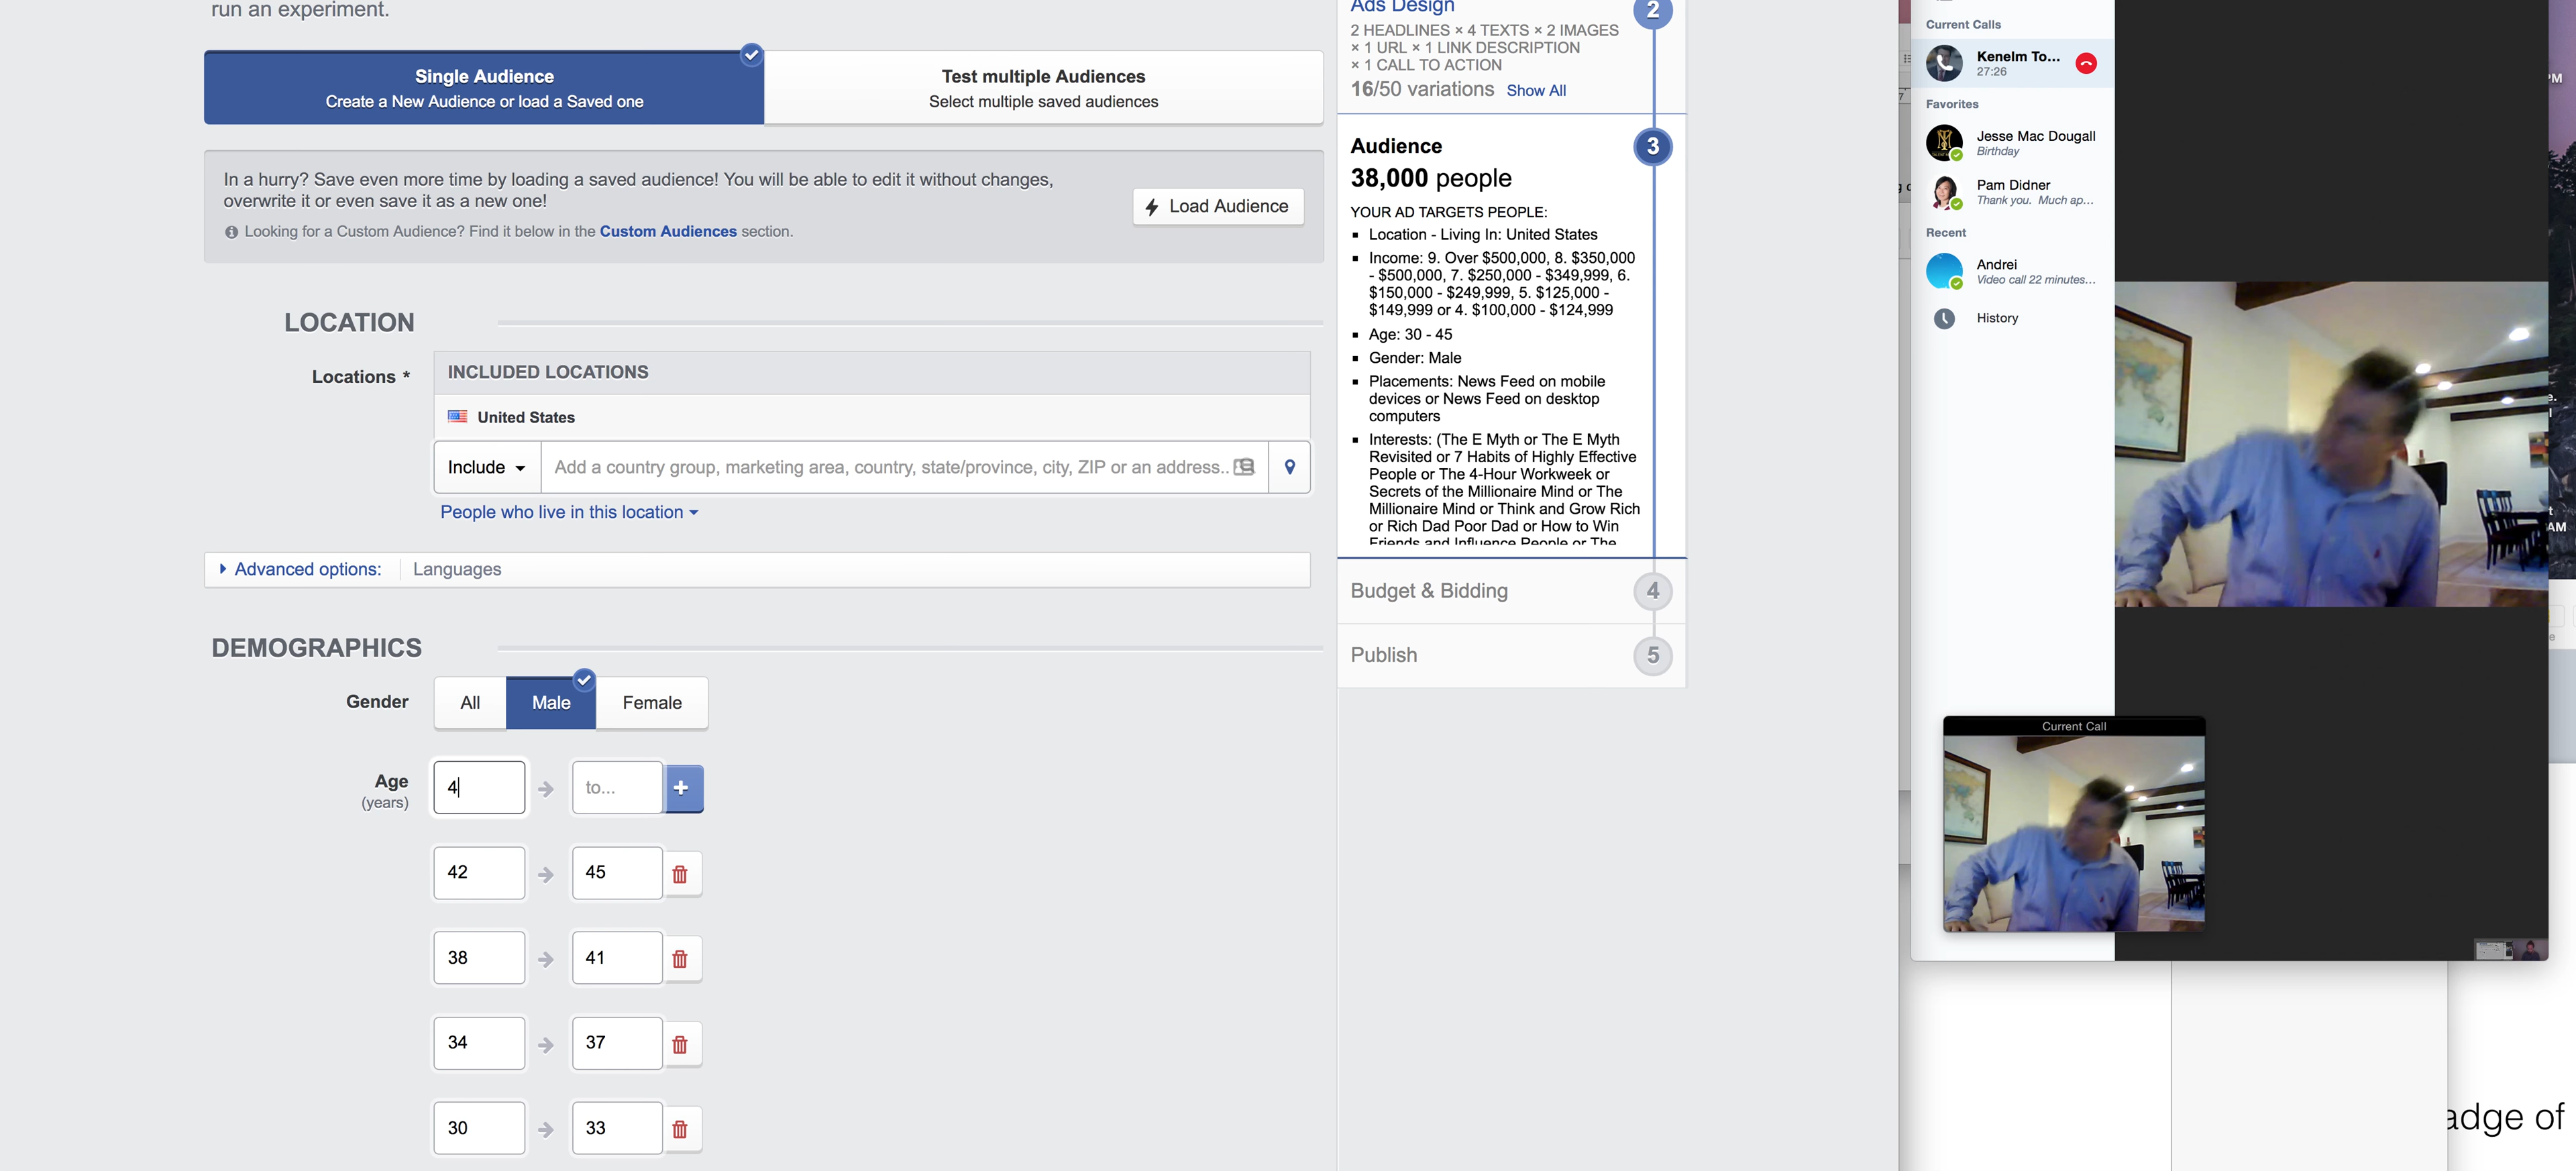 run an experiment.
Single Audience
Create a New Audience or load a Saved one
Test multiple Audiences
Select multiple saved audiences
In a hurry? Save even more time by loading a saved audience! You will be able to edit it without changes,
overwrite it or even save it as a new one!
Looking for a Custom Audience? Find it below in the Custom Audiences section.
Load Audience
LOCATION
Locations *
INCLUDED LOCATIONS
United States
Include
Add a country group, marketing area, country, state/province, city, ZIP or an address..
People who live in this location
Advanced options:
Languages
DEMOGRAPHICS
Gender
All
Male
Female
Age
(years)
4
to...
+
42
45
38
41
34
37
30
33
Ads Design
2
2 HEADLINES × 4 TEXTS × 2 IMAGES
× 1 URL × 1 LINK DESCRIPTION
× 1 CALL TO ACTION
16/50 variations Show All
Audience
3
38,000 people
YOUR AD TARGETS PEOPLE:
Location - Living In: United States
Income: 9. Over $500,000, 8. $350,000
- $500,000, 7. $250,000 - $349,999, 6.
$150,000 - $249,999, 5. $125,000 -
$149,999 or 4. $100,000 - $124,999
Age: 30 - 45
Gender: Male
Placements: News Feed on mobile
devices or News Feed on desktop
computers
Interests: (The E Myth or The E Myth
Revisited or 7 Habits of Highly Effective
People or The 4-Hour Workweek or
Secrets of the Millionaire Mind or The
Millionaire Mind or Think and Grow Rich
or Rich Dad Poor Dad or How to Win
Friends and Influence People or The
Budget & Bidding
4
Publish
5
Current Calls
Kenelm To...
27:26
Favorites
Jesse Mac Dougall
Birthday
Pam Didner
Thank you. Much ap...
Recent
Andrei
Video call 22 minutes...
History
Current Call
PM
AM
adge of